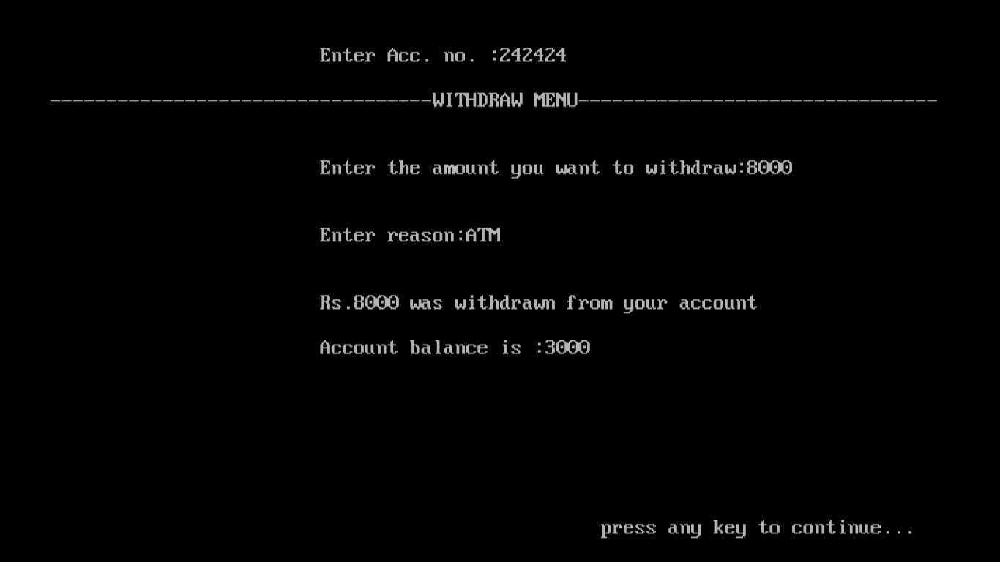 Enter Acc. no. :242424
----------------------------------WITHDRAW MENU--------------------------------
Enter the amount you want to withdraw:8000
Enter reason:ATM
Rs.8000 was withdrawn from your account
Account balance is :3000
press any key to continue...